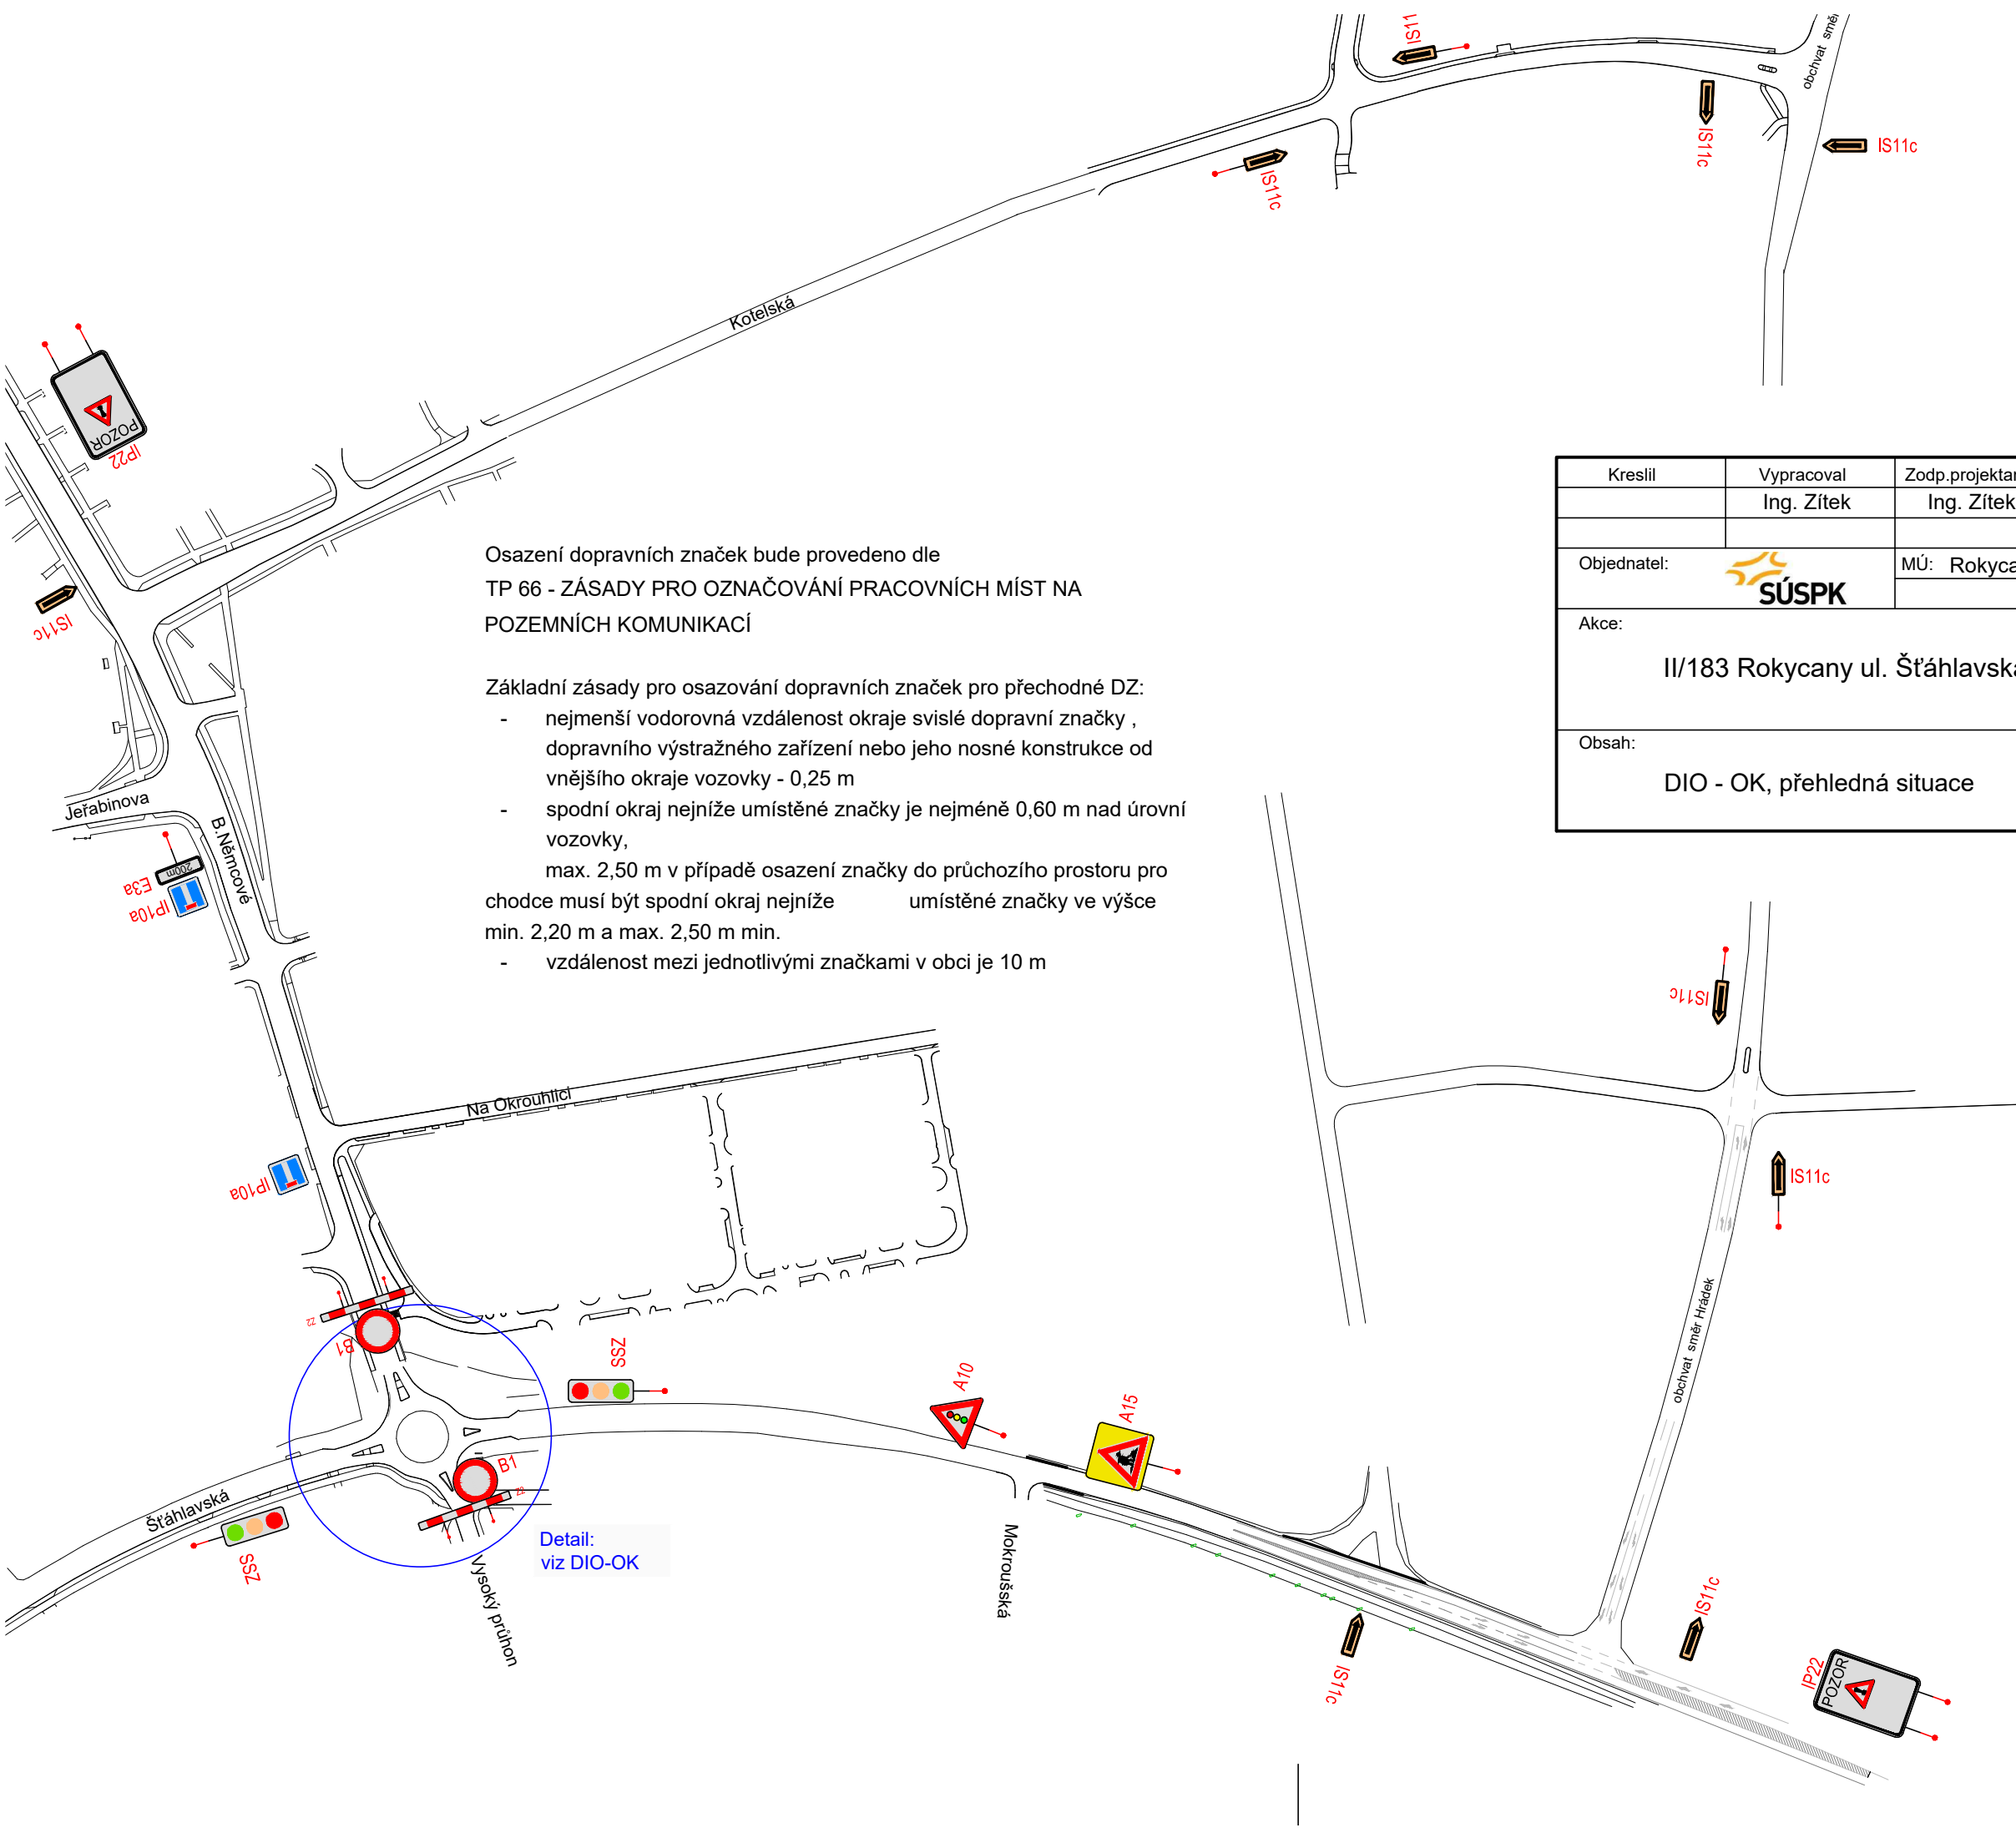 IS11
obchvat směr
IS11c
IS11c
IS11c
Kotelská
POZOR
IP22
IS11c
Kreslil
Vypracoval
Zodp.projektan
Ing. Zítek
Ing. Zítek
Objednatel:
SÚSPK
MÚ: Rokyca
Akce:
II/183 Rokycany ul. Šťáhlavská
Obsah:
DIO - OK, přehledná situace
Osazení dopravních značek bude provedeno dle
TP 66 - ZÁSADY PRO OZNAČOVÁNÍ PRACOVNÍCH MÍST NA
POZEMNÍCH KOMUNIKACÍ
Základní zásady pro osazování dopravních značek pro přechodné DZ:
- nejmenší vodorovná vzdálenost okraje svislé dopravní značky ,
dopravního výstražného zařízení nebo jeho nosné konstrukce od
vnějšího okraje vozovky - 0,25 m
- spodní okraj nejníže umístěné značky je nejméně 0,60 m nad úrovní
vozovky,
max. 2,50 m v případě osazení značky do průchozího prostoru pro
chodce musí být spodní okraj nejníže umístěné značky ve výšce
min. 2,20 m a max. 2,50 m min.
- vzdálenost mezi jednotlivými značkami v obci je 10 m
Jeřabinova
B.Němcové
200m
E3a
IP10a
IS11c
Na Okrouhlici
IP10a
IS11c
obchvat směr Hrádek
Z2
B1
SSZ
A10
A15
B1
Z2
Šťáhlavská
SSZ
Detail:
viz DIO-OK
Vysoký průhon
Mokroušská
IS11c
IS11c
IP22
POZOR